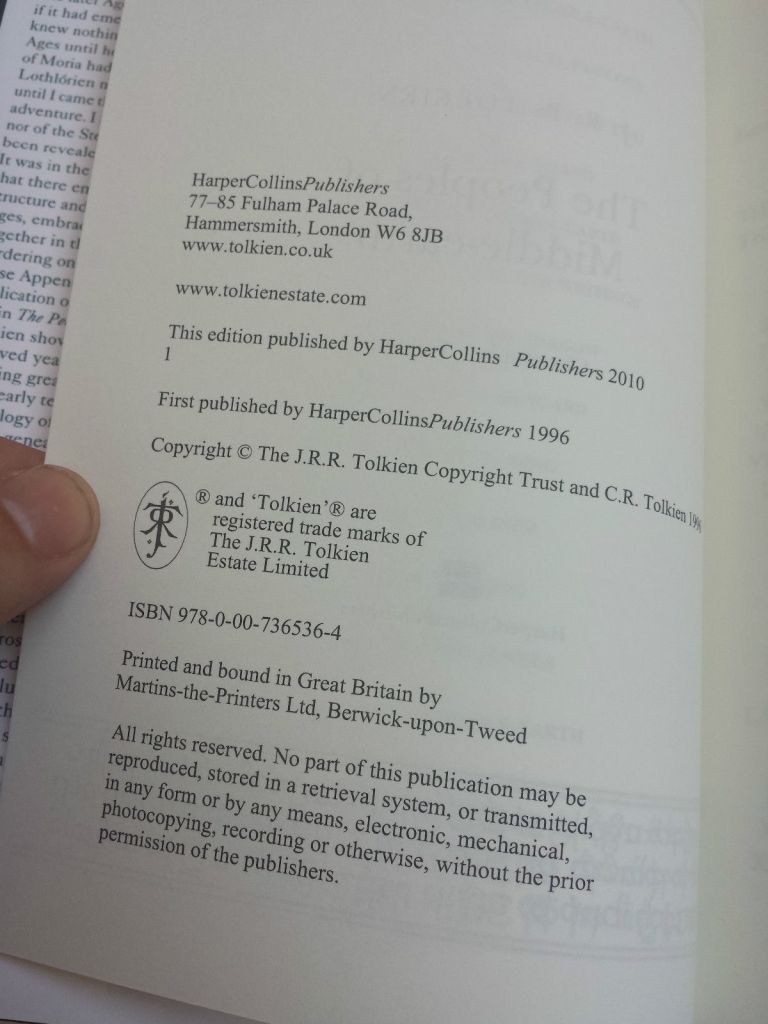 if it had eme
knew nothin
Ages until h
of Moria had
Lothlórien n
until I came t
adventure. I
nor of the Ste
been reveale
It was in the
hat there en
ructure and
ges, embra
gether in t
rdering on
se Appen
lication o
in The Pe
ien show
ved yea
ing grea
early te
logy of
genea
HarperCollinsPublishers
77–85 Fulham Palace Road,
Hammersmith, London W6 8JB
www.tolkien.co.uk
www.tolkienestate.com
This edition published by HarperCollins Publishers 2010
1
First published by HarperCollinsPublishers 1996
Copyright © The J.R.R. Tolkien Copyright Trust and C.R. Tolkien 1996
® and ‘Tolkien’® are
registered trade marks of
The J.R.R. Tolkien
Estate Limited
ISBN 978-0-00-736536-4
Printed and bound in Great Britain by
Martins-the-Printers Ltd, Berwick-upon-Tweed
All rights reserved. No part of this publication may be
reproduced, stored in a retrieval system, or transmitted,
in any form or by any means, electronic, mechanical,
photocopying, recording or otherwise, without the prior
permission of the publishers.